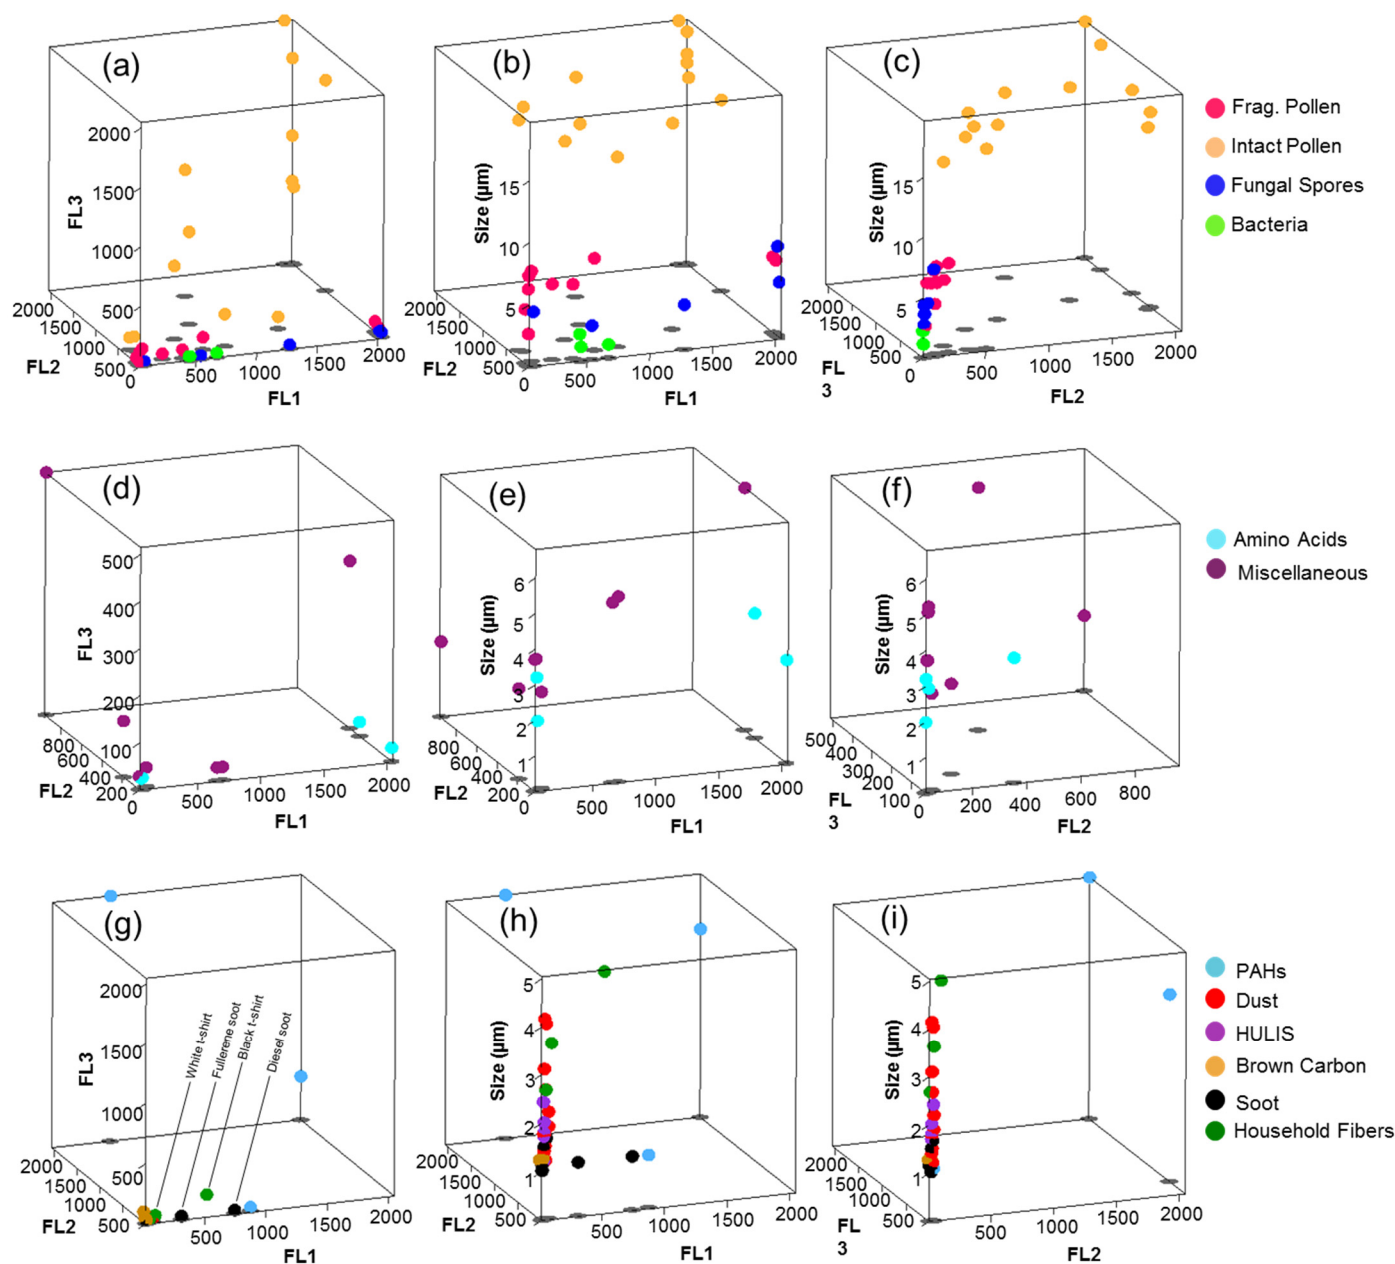 (a)
FL3
2000
1500
1000
500
2000
1500
1000
500
FL2
0
500
1000
1500
2000
FL1
(b)
Size (µm)
15
10
5
2000
1500
1000
500
FL2
0
500
1000
1500
2000
FL1
(c)
Size (µm)
15
10
5
2000
1500
1000
500
FL
3
0
500
1000
1500
2000
FL2
Frag. Pollen
Intact Pollen
Fungal Spores
Bacteria
(d)
FL3
500
400
300
200
100
800
600
400
200
FL2
0
500
1000
1500
2000
FL1
(e)
Size (µm)
6
5
4
3
2
1
800
600
400
200
FL2
0
500
1000
1500
2000
FL1
(f)
Size (µm)
6
5
4
3
2
1
500
400
300
200
100
FL
3
0
200
400
600
800
FL2
Amino Acids
Miscellaneous
(g)
FL3
2000
1500
1000
500
White t-shirt
Fullerene soot
Black t-shirt
Diesel soot
2000
1500
1000
500
FL2
500
1000
1500
2000
FL1
(h)
Size (µm)
5
4
3
2
1
2000
1500
1000
500
FL2
500
1000
1500
2000
FL1
(i)
Size (µm)
5
4
3
2
1
2000
1500
1000
500
FL
3
500
1000
1500
2000
FL2
PAHs
Dust
HULIS
Brown Carbon
Soot
Household Fibers